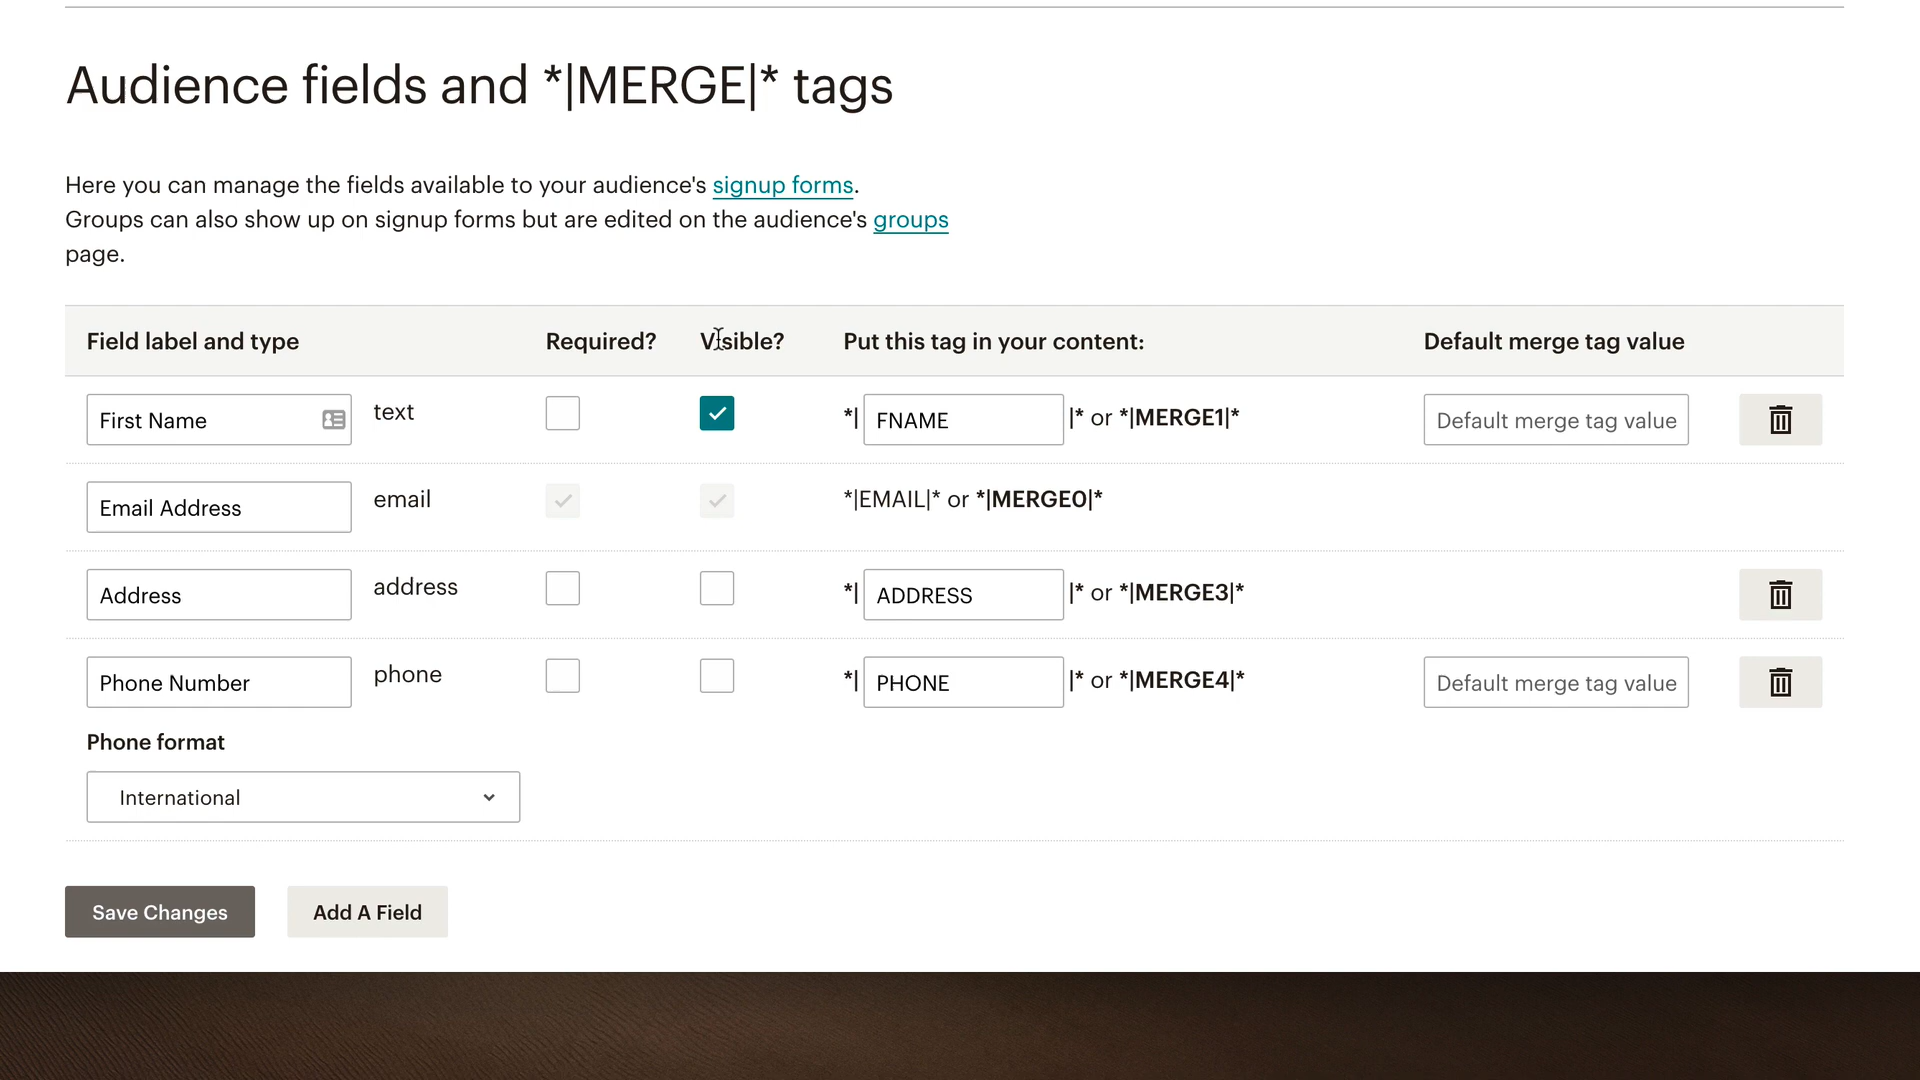 Audience fields and *|MERGE|* tags
Here you can manage the fields available to your audience's signup forms.
Groups can also show up on signup forms but are edited on the audience's groups
page.
Field label and type Required? Visible? Put this tag in your content: Default merge tag value
First Name text *| FNAME |* or *|MERGE1|* Default merge tag value
Email Address email *|EMAIL|* or *|MERGE0|*
Address address *| ADDRESS |* or *|MERGE3|*
Phone Number phone *| PHONE |* or *|MERGE4|* Default merge tag value
Phone format
International
Save Changes Add A Field